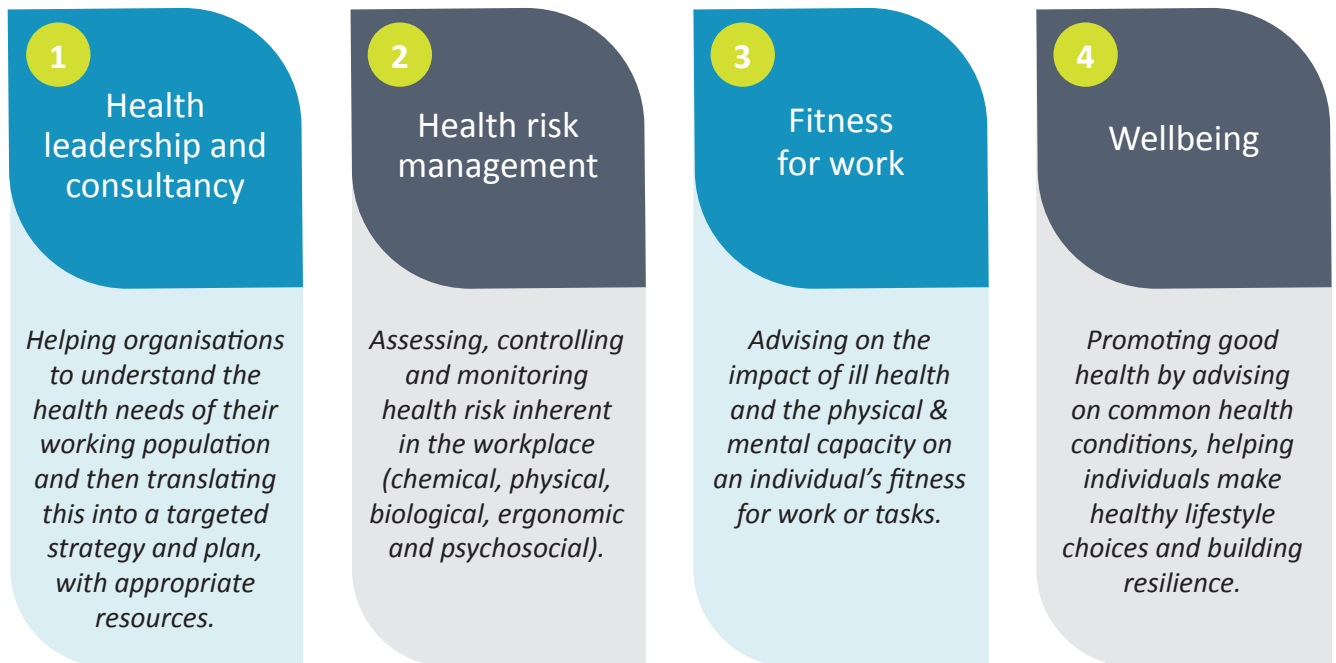 1
Health
leadership and
consultancy
Helping organisations
to understand the
health needs of their
working population
and then translating
this into a targeted
strategy and plan,
with appropriate
resources.
2
Health risk
management
Assessing, controlling
and monitoring
health risk inherent
in the workplace
(chemical, physical,
biological, ergonomic
and psychosocial).
3
Fitness
for work
Advising on the
impact of ill health
and the physical &
mental capacity on
an individual’s fitness
for work or tasks.
4
Wellbeing
Promoting good
health by advising
on common health
conditions, helping
individuals make
healthy lifestyle
choices and building
resilience.